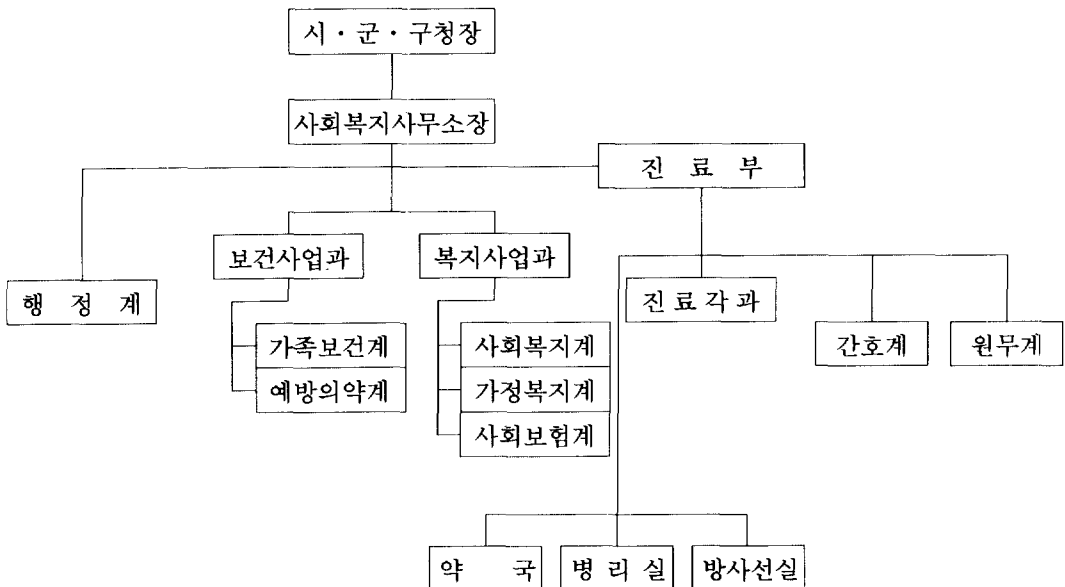 시·군·구청장
사회복지사무소장
진 료 부
보건사업과
복지사업과
행 정 계
진 료 각 과
가족보건계
사회복지계
간호계
원무계
예방의약계
가정복지계
사회보험계
약 국
병 리 실
방사선실